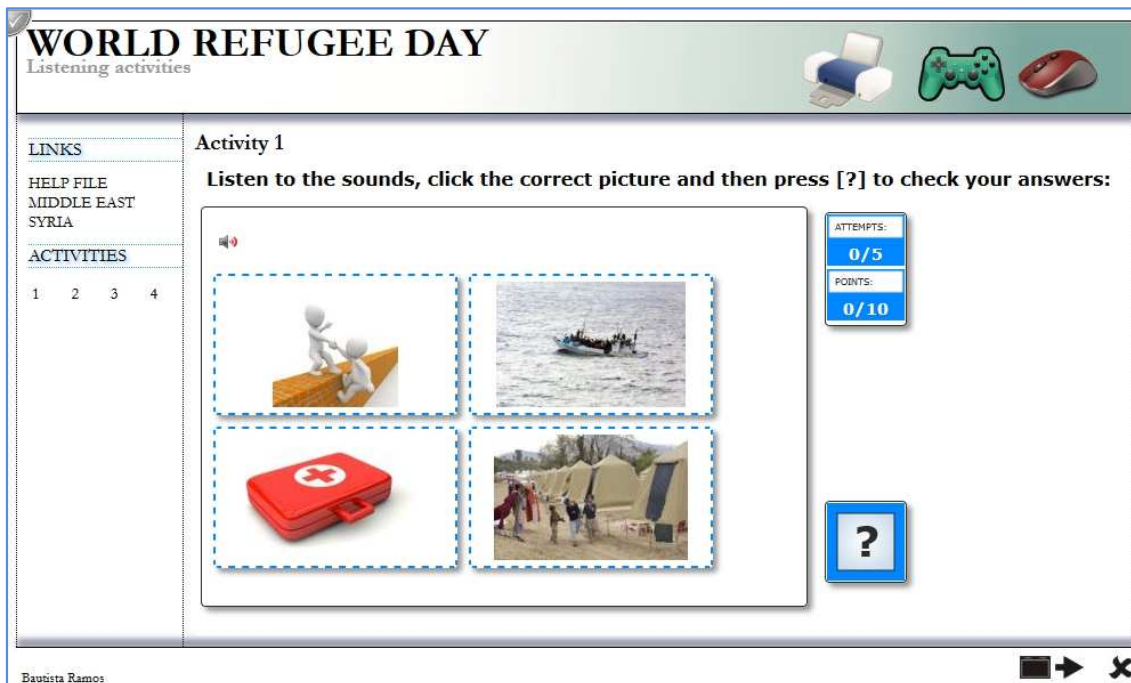 WORLD REFUGEE DAY
Listening activities
LINKS
HELP FILE
MIDDLE EAST
SYRIA
ACTIVITIES
1 2 3 4
Activity 1
Listen to the sounds, click the correct picture and then press [?] to check your answers:
ATTEMPTS:
0/5
POINTS:
0/10
?
Bautista Ramos